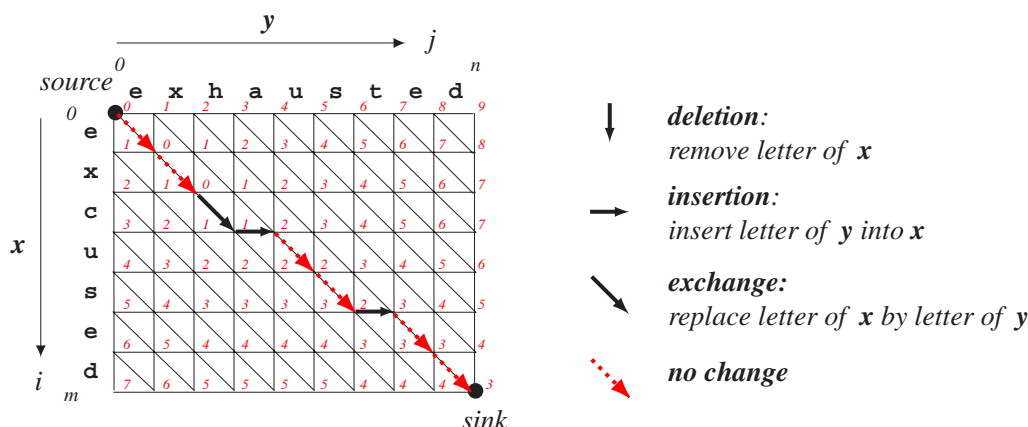 y
j
0
n
source
e x h a u s t e d
0 0 1 2 3 4 5 6 7 8 9
e
1 0 1 2 3 4 5 6 7 8
x
2 1 0 1 2 3 4 5 6 7
c
3 2 1 1 2 3 4 5 6 7
x
u
4 3 2 2 2 2 3 4 5 6
s
5 4 3 3 3 3 2 3 4 5
e
6 5 4 4 4 4 3 3 3 4
d
i
m 7 6 5 5 5 5 4 4 4 3
sink
deletion:
remove letter of x
insertion:
insert letter of y into x
exchange:
replace letter of x by letter of y
no change